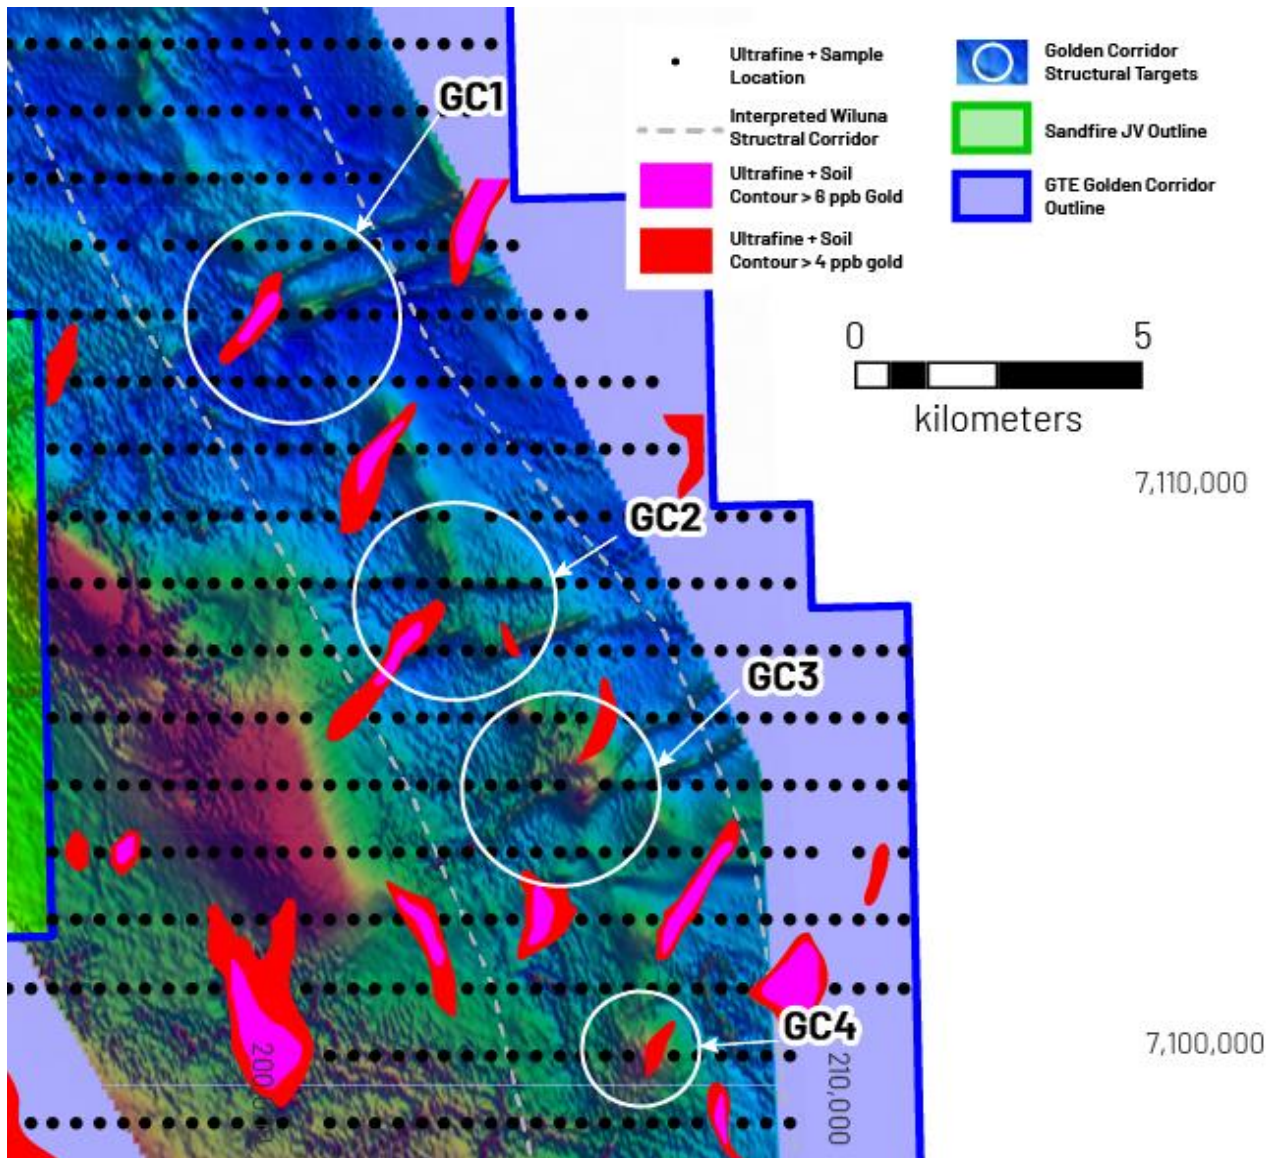 Ultrafine + Sample
Location
Interpreted Wiluna
Structral Corridor
Ultrafine + Soil
Contour > 6 ppb Gold
Ultrafine + Soil
Contour > 4 ppb gold
Golden Corridor
Structural Targets
Sandfire JV Outline
GTE Golden Corridor
Outline
GC1
0 5
kilometers
7,110,000
GC2
GC3
GC4
7,100,000
210,000